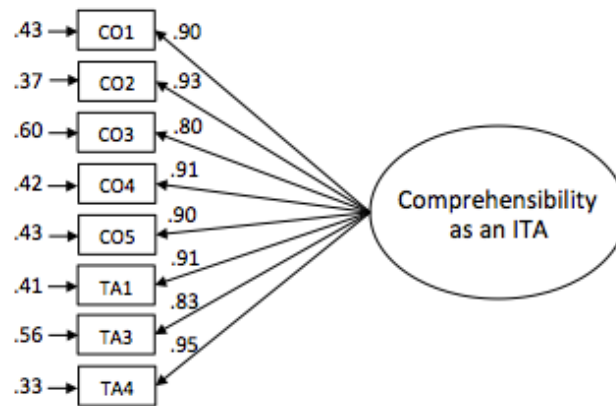 .43 CO1 .90
.37 CO2 .93
.60 CO3 .80
.42 CO4 .91
.43 CO5 .90
.41 TA1 .91
.56 TA3 .83
.33 TA4 .95
Comprehensibility
as an ITA